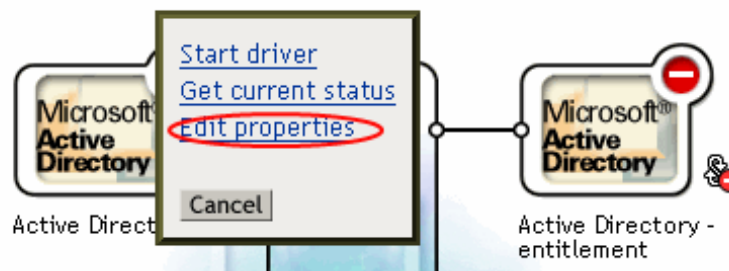 Start driver
Get current status
Edit properties
Cancel
Microsoft
Active
Directory
Active Direct
Microsoft®
Active
Directory
Active Directory -
entitlement